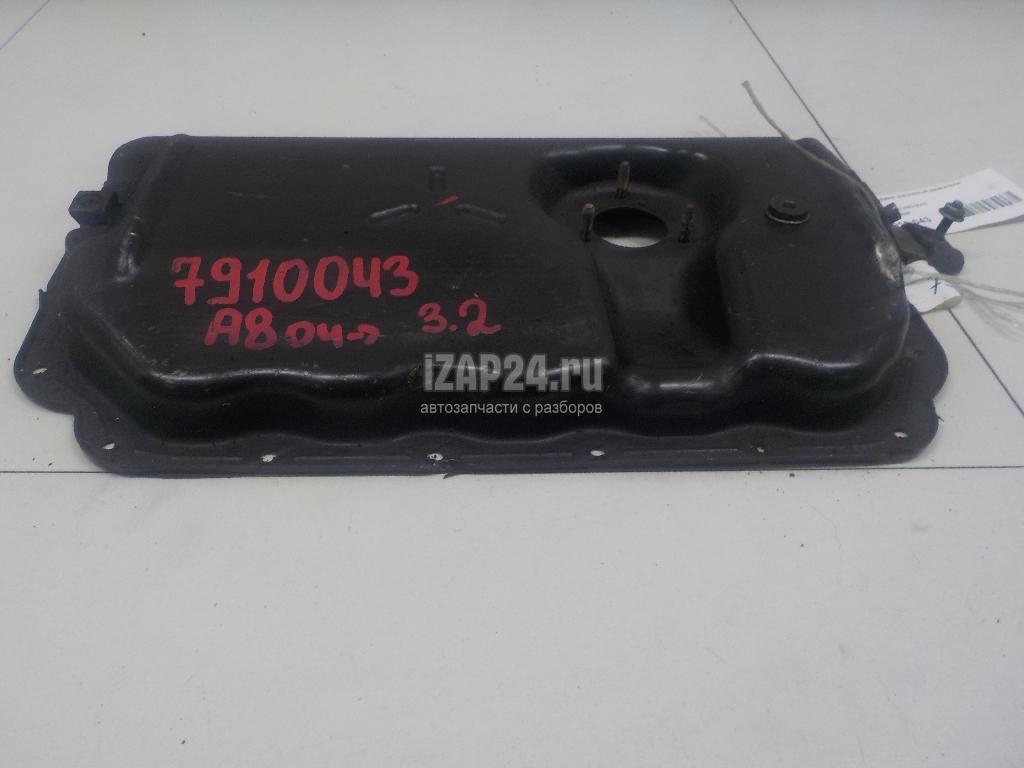 7910043
A8 04-> 3.2
iZAP24.ru
автозапчасти с разборов